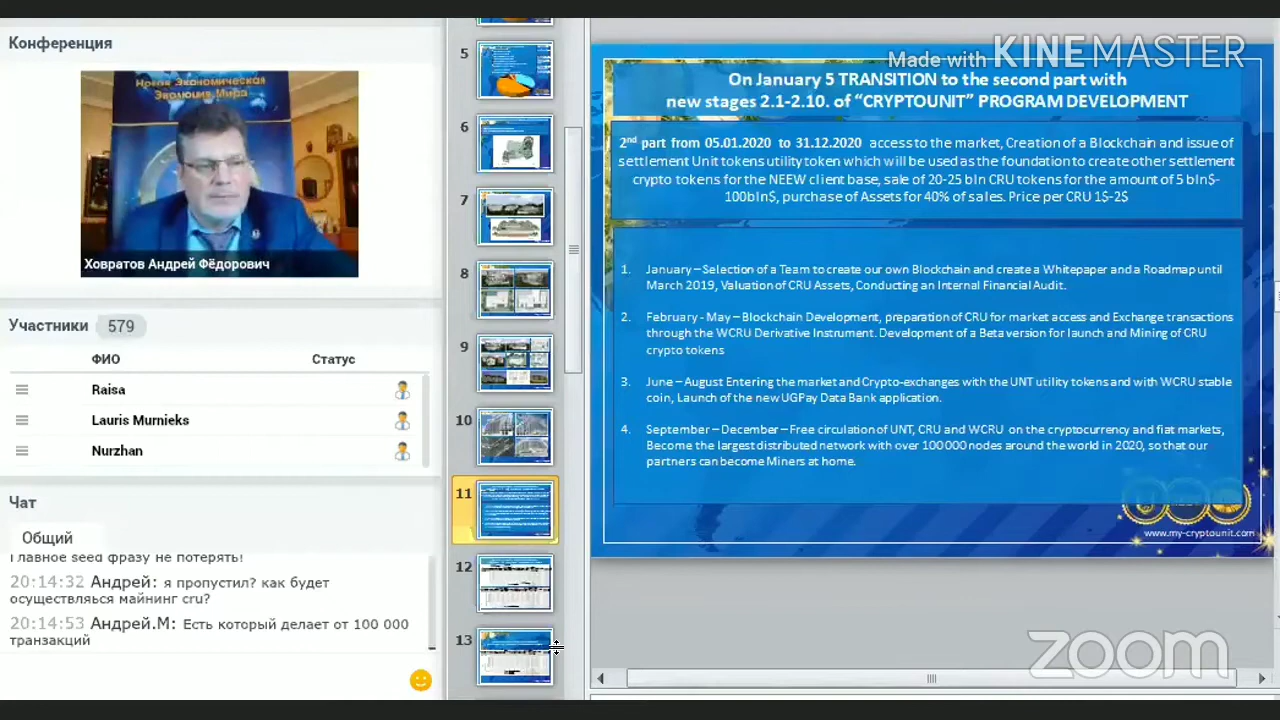 Конференция
Новая Экономическая
Эволюция Мира
Ховратов Андрей Фёдорович
Участники 579
ФИО Статус
Raisa
Lauris Murnieks
Nurzhan
Чат
Общий
Главное seed фразу не потерять!
20:14:32 Андрей: я пропустил? как будет
осуществляься майнинг cru?
20:14:53 Андрей.М: Есть который делает от 100 000
транзакций
5
6
7
8
9
10
11
12
13
Made with KINEMASTER
On January 5 TRANSITION to the second part with
new stages 2.1-2.10. of “CRYPTOUNIT” PROGRAM DEVELOPMENT
2nd part from 05.01.2020 to 31.12.2020 access to the market, Creation of a Blockchain and issue of
settlement Unit tokens utility token which will be used as the foundation to create other settlement
crypto tokens for the NEEW client base, sale of 20-25 bln CRU tokens for the amount of 5 bln$-
100bln$, purchase of Assets for 40% of sales. Price per CRU 1$-2$
1. January – Selection of a Team to create our own Blockchain and create a Whitepaper and a Roadmap until
March 2019, Valuation of CRU Assets, Conducting an Internal Financial Audit.
2. February - May – Blockchain Development, preparation of CRU for market access and Exchange transactions
through the WCRU Derivative Instrument. Development of a Beta version for launch and Mining of CRU
crypto tokens
3. June – August Entering the market and Crypto-exchanges with the UNT utility tokens and with WCRU stable
coin, Launch of the new UGPay Data Bank application.
4. September – December – Free circulation of UNT, CRU and WCRU on the cryptocurrency and fiat markets,
Become the largest distributed network with over 100 000 nodes around the world in 2020, so that our
partners can become Miners at home.
www.my-cryptounit.com
zoom